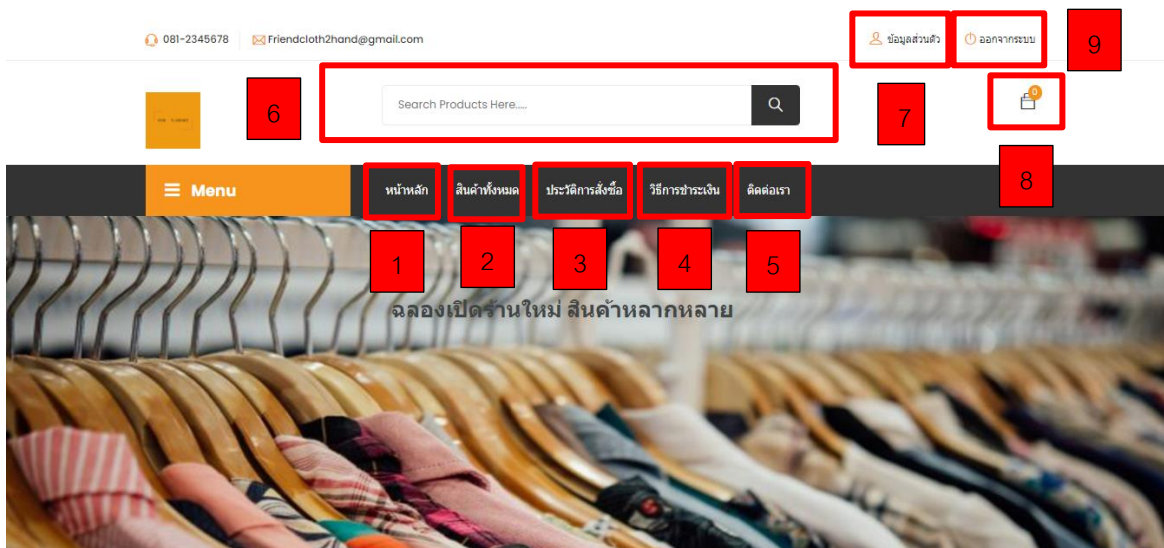 081-2345678 Friendcloth2hand@gmail.com ข้อมูลส่วนตัว ออกจากระบบ 9
6 Search Products Here..... 7 0
8
Menu หน้าหลัก สินค้าทั้งหมด ประวัติการสั่งซื้อ วิธีการชำระเงิน ติดต่อเรา
1 2 3 4 5
ฉลองเปิดร้านใหม่ สินค้าหลากหลาย